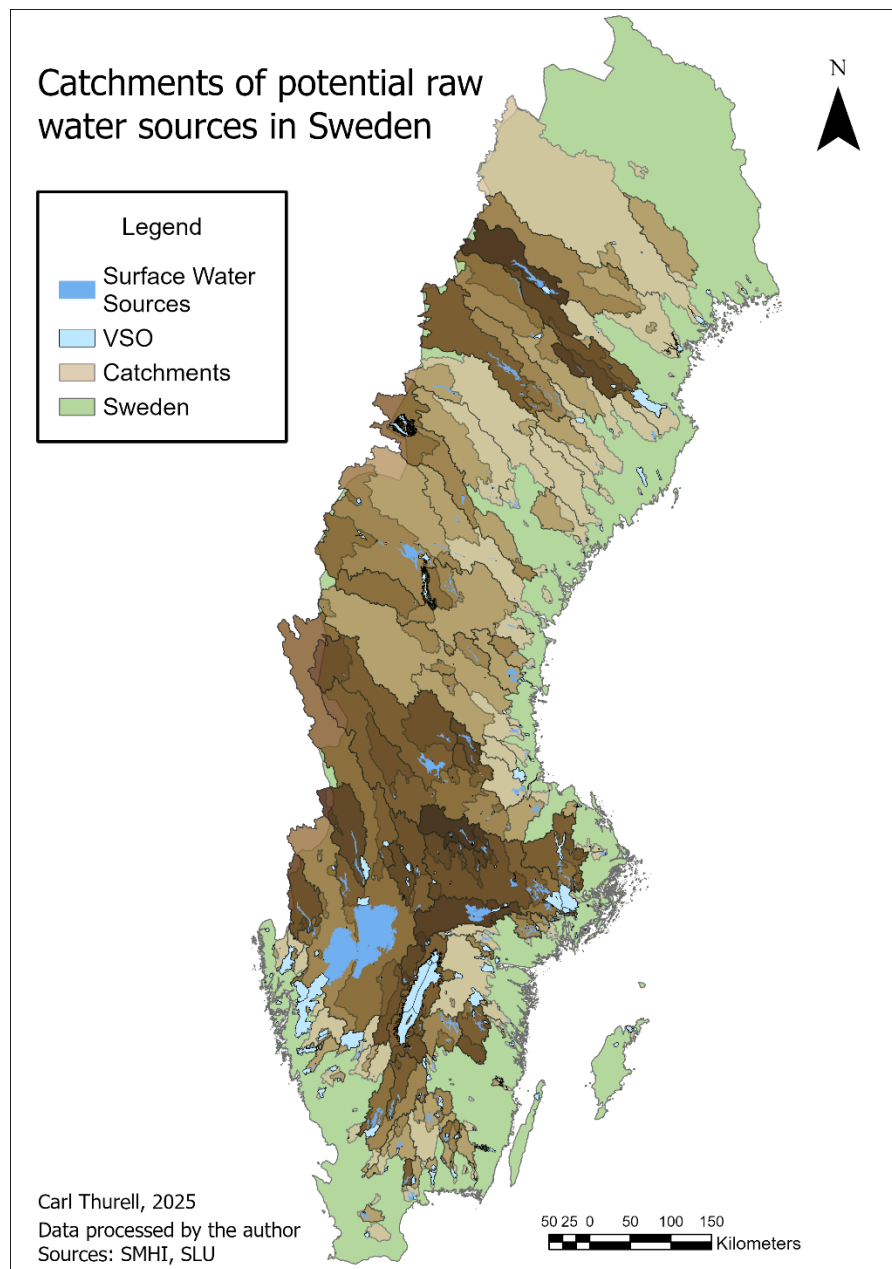 Catchments of potential raw
water sources in Sweden
N
Legend
Surface Water
Sources
VSO
Catchments
Sweden
Carl Thurell, 2025
Data processed by the author
Sources: SMHI, SLU
50 25 0 50 100 150
Kilometers